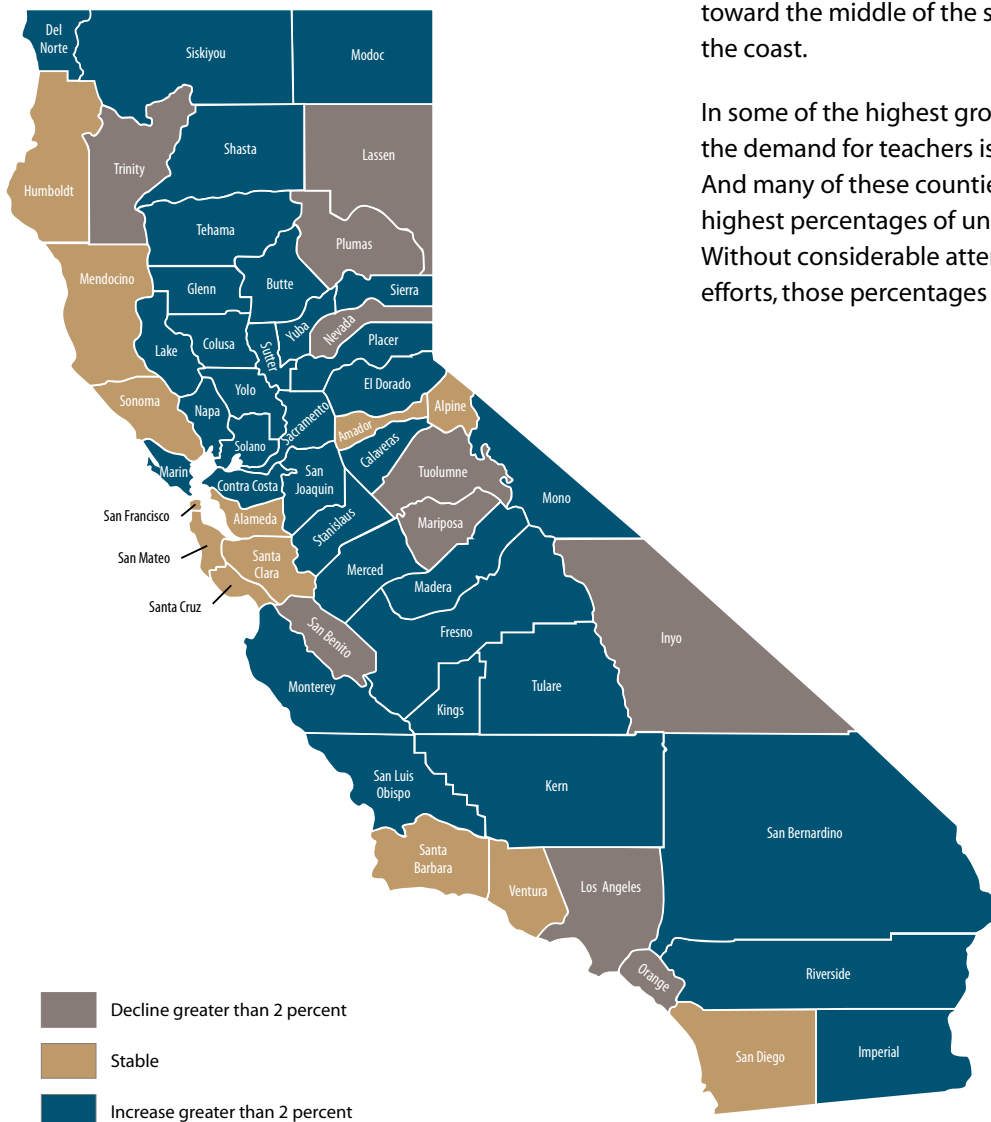 toward the middle of the s
the coast.
In some of the highest gro
the demand for teachers is
And many of these countie
highest percentages of un
Without considerable atter
efforts, those percentages
Del
Norte
Siskiyou
Modoc
Humboldt
Trinity
Shasta
Lassen
Tehama
Plumas
Mendocino
Glenn
Butte
Sierra
Lake
Colusa
Sutter
Yuba
Nevada
Placer
Sonoma
Napa
Yolo
Sacramento
El Dorado
Alpine
Solano
Amador
Calaveras
Marin
Contra Costa
San
Joaquin
Tuolumne
Mono
San Francisco
Alameda
Stanislaus
Mariposa
San Mateo
Santa
Clara
Merced
Madera
Santa Cruz
San Benito
Fresno
Inyo
Monterey
Kings
Tulare
San Luis
Obispo
Kern
San Bernardino
Santa
Barbara
Ventura
Los Angeles
Orange
Riverside
San Diego
Imperial
Decline greater than 2 percent
Stable
Increase greater than 2 percent